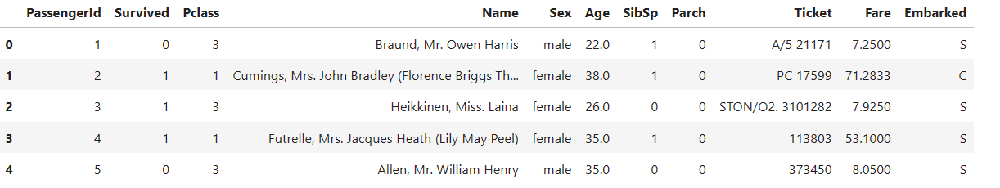 PassengerId Survived Pclass Name Sex Age SibSp Parch Ticket Fare Embarked
0 1 0 3 Braund, Mr. Owen Harris male 22.0 1 0 A/5 21171 7.2500 S
1 2 1 1 Cumings, Mrs. John Bradley (Florence Briggs Th... female 38.0 1 0 PC 17599 71.2833 C
2 3 1 3 Heikkinen, Miss. Laina female 26.0 0 0 STON/O2. 3101282 7.9250 S
3 4 1 1 Futrelle, Mrs. Jacques Heath (Lily May Peel) female 35.0 1 0 113803 53.1000 S
4 5 0 3 Allen, Mr. William Henry male 35.0 0 0 373450 8.0500 S